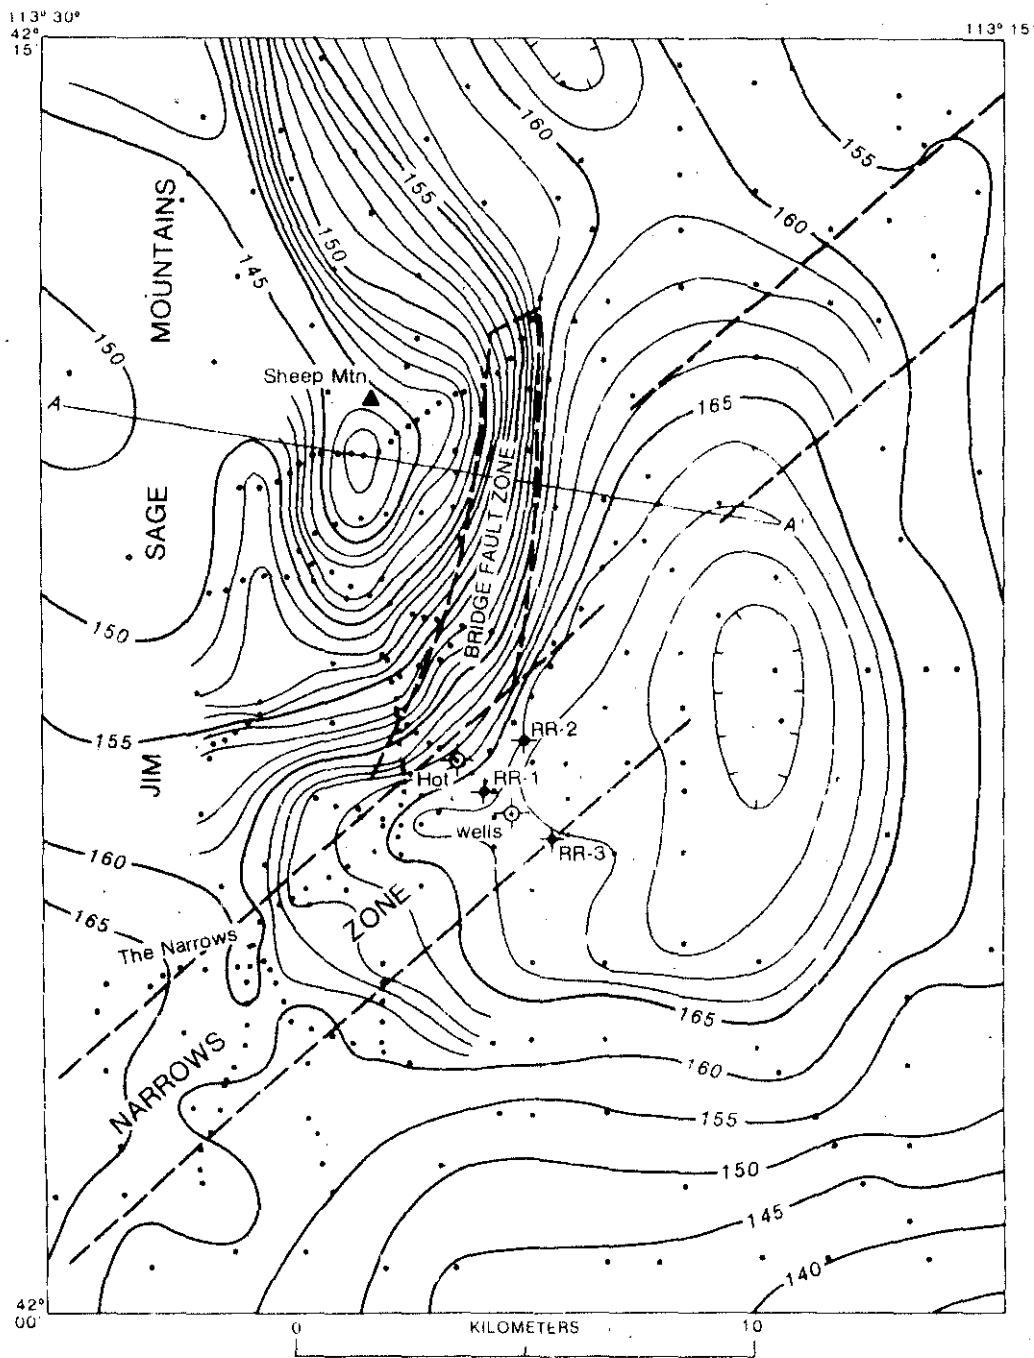 113° 30'
42°
15'
113° 15'
160
155
155
160
MOUNTAINS
150
145
150
Sheep Mtn
A
165
BRIDGE FAULT ZONE
A'
SAGE
150
155
JIM
RR-2
Hot
RR-1
wells
RR-3
160
165
ZONE
The Narrows
165
NARROWS
160
155
150
145
140
42°
00'
0 KILOMETERS 10